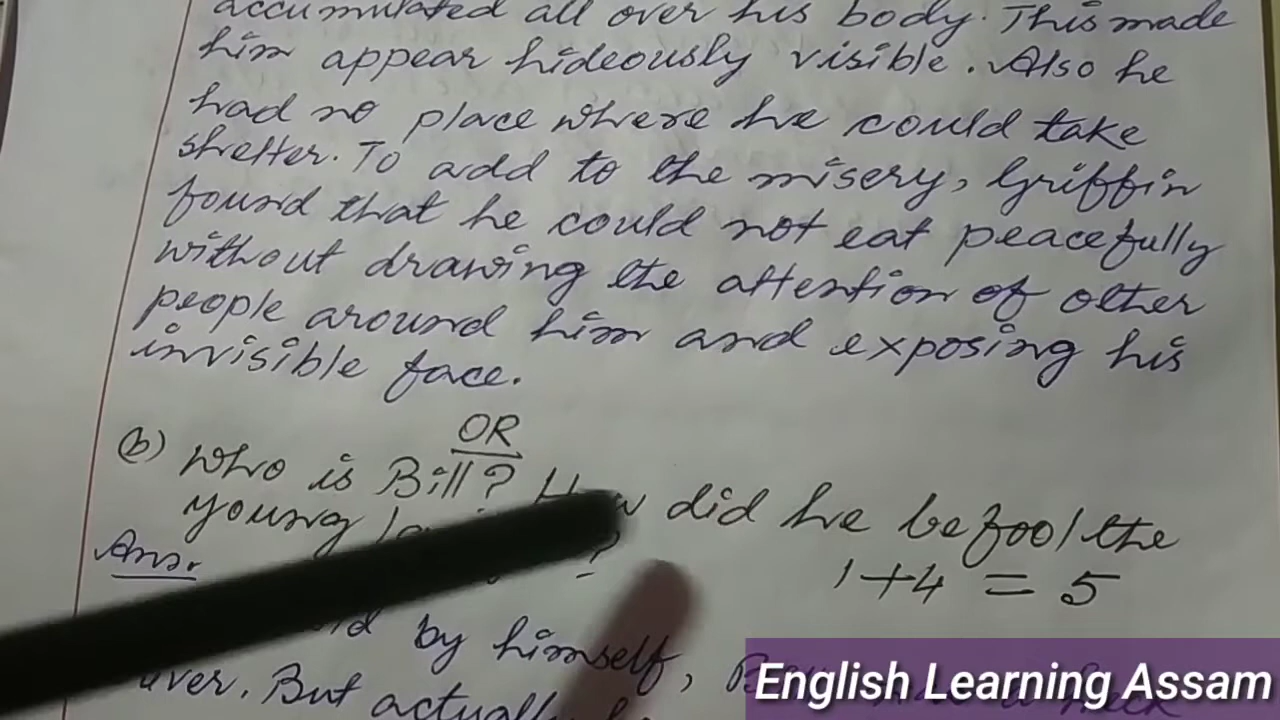 accumulated all over his body. This made
him appear hideously visible. Also he
had no place where he could take
shelter. To add to the misery, Griffin
found that he could not eat peacefully
without drawing the attention of other
people around him and exposing his
invisible face.
OR
(b) Who is Bill? How did he befool the
young ?
1+4 = 5
Ans.
by himself,
But actually
English Learning Assam